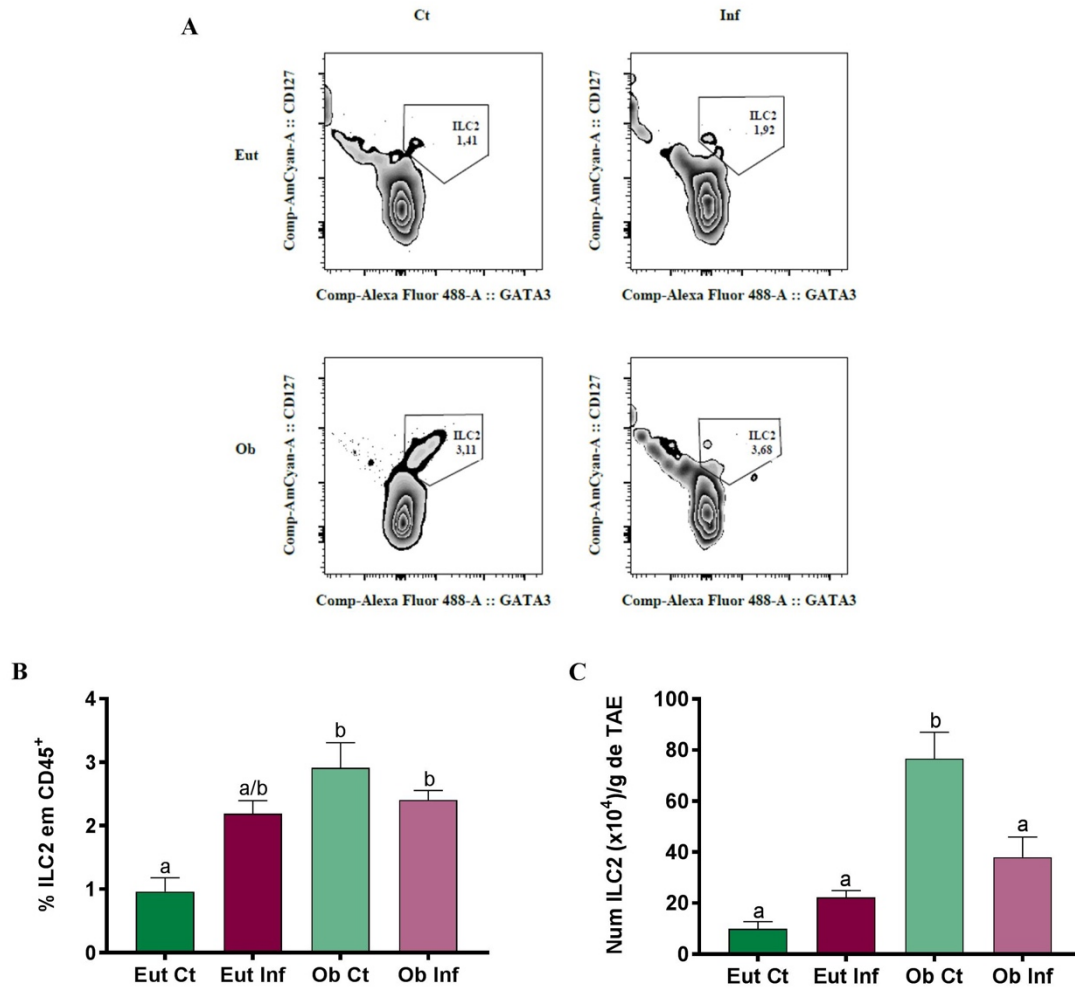 Ct
Inf
A
Eut
Comp-AmCyan-A :: CD127
ILC2
1,41
Comp-Alexa Fluor 488-A :: GATA3
Comp-AmCyan-A :: CD127
ILC2
1,92
Comp-Alexa Fluor 488-A :: GATA3
Ob
Comp-AmCyan-A :: CD127
ILC2
3,11
Comp-Alexa Fluor 488-A :: GATA3
Comp-AmCyan-A :: CD127
ILC2
3,68
Comp-Alexa Fluor 488-A :: GATA3
B
% ILC2 em CD45⁺
4
3
2
1
0
a
a/b
b
b
Eut Ct
Eut Inf
Ob Ct
Ob Inf
C
Num ILC2 (x10⁴)/g de TAE
100
80
60
40
20
0
a
a
b
a
Eut Ct
Eut Inf
Ob Ct
Ob Inf